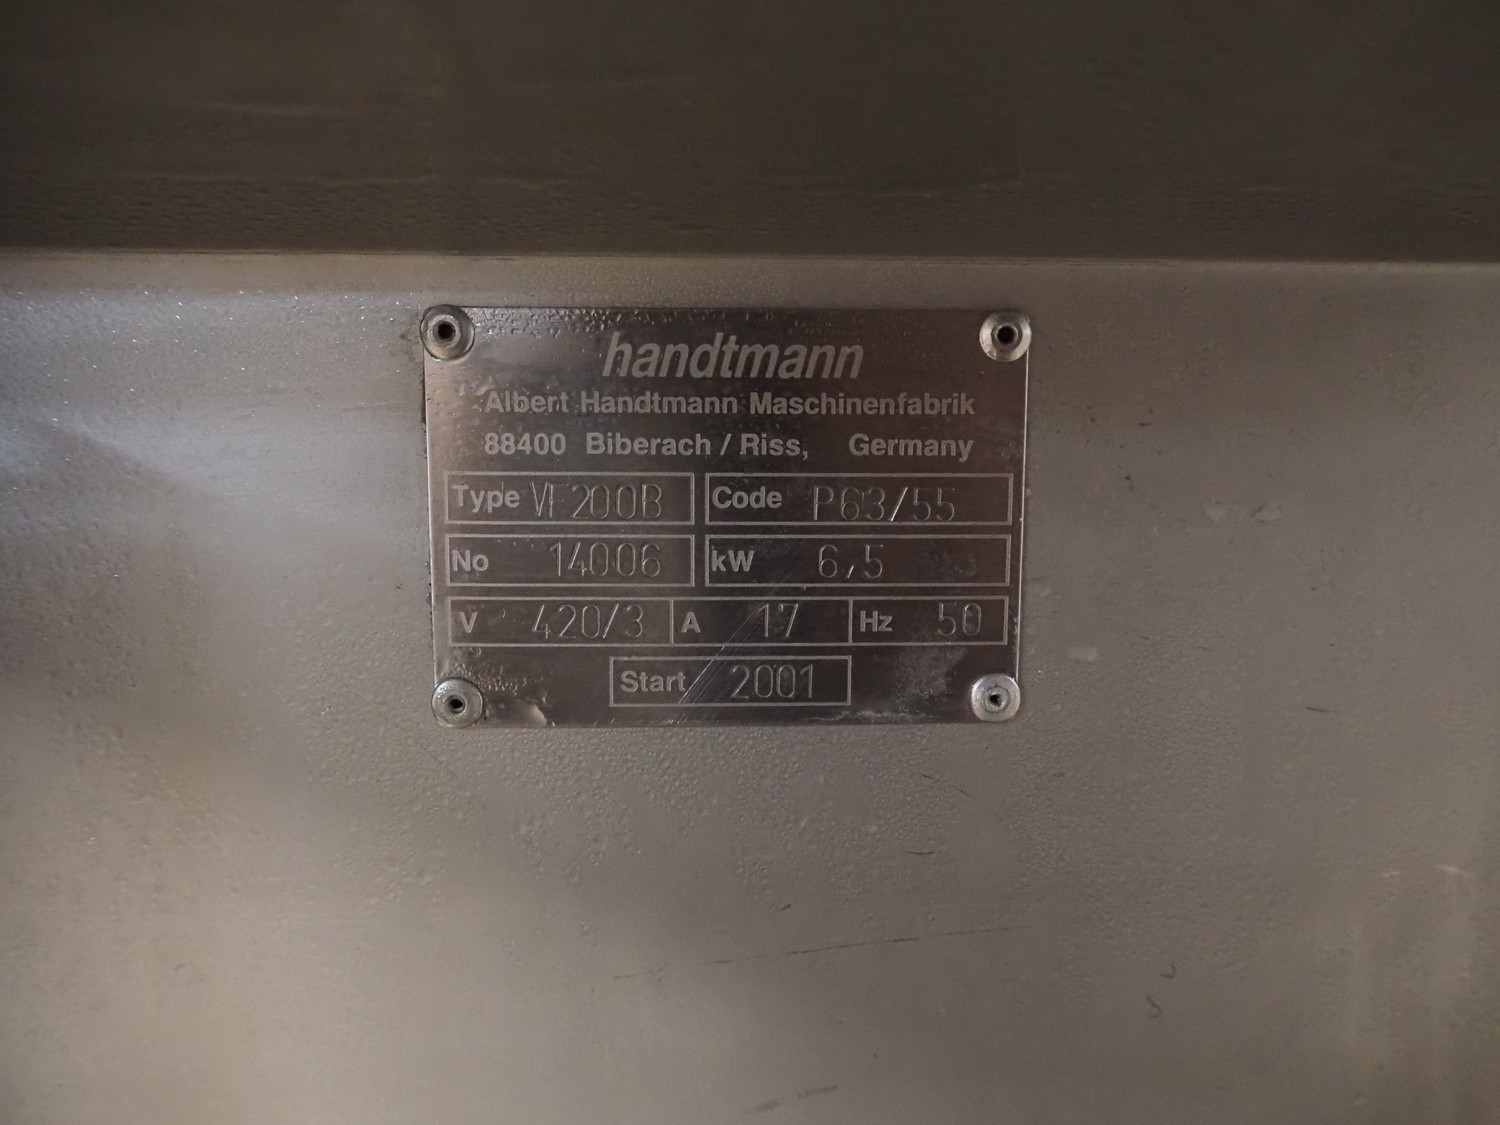 handtmann
Albert Handtmann Maschinenfabrik
88400 Biberach / Riss, Germany
Type VF200B Code P63/55
No 14006 kW 6,5
V 420/3 A 17 Hz 50
Start 2001